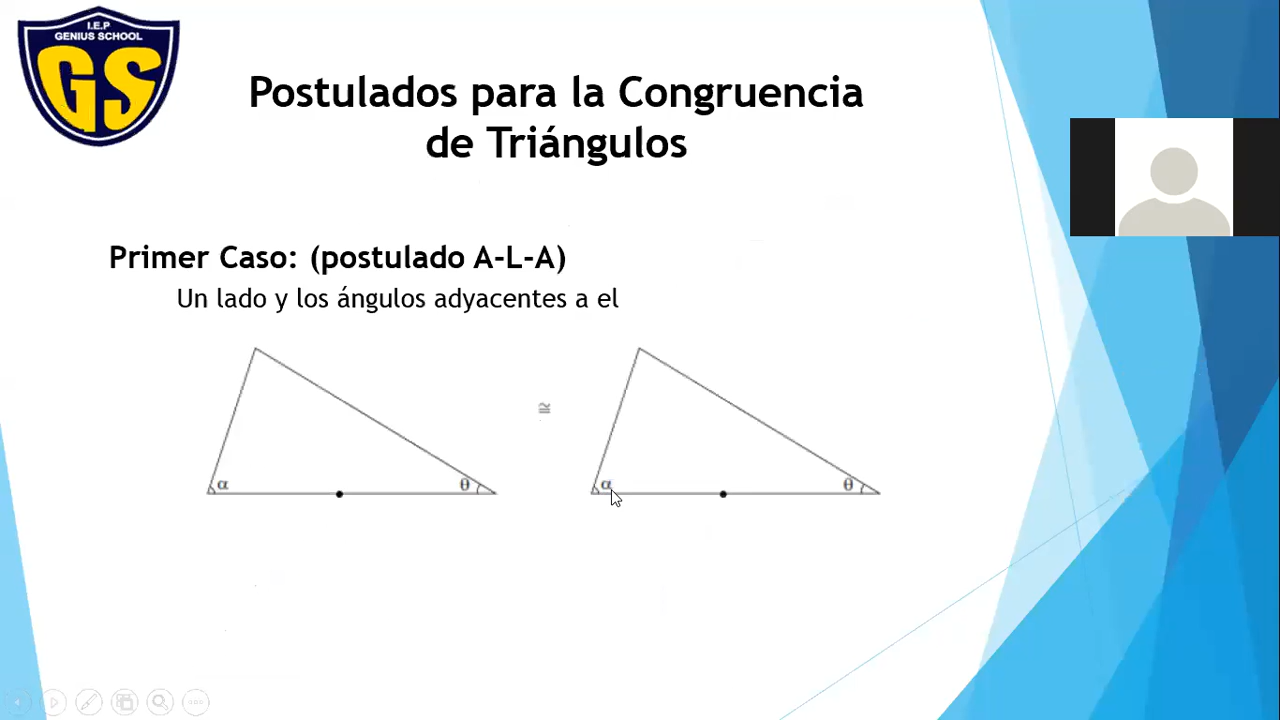 I.E.P
GENIUS SCHOOL
GS
Postulados para la Congruencia
de Triángulos
Primer Caso: (postulado A-L-A)
Un lado y los ángulos adyacentes a el
≅
α θ α θ